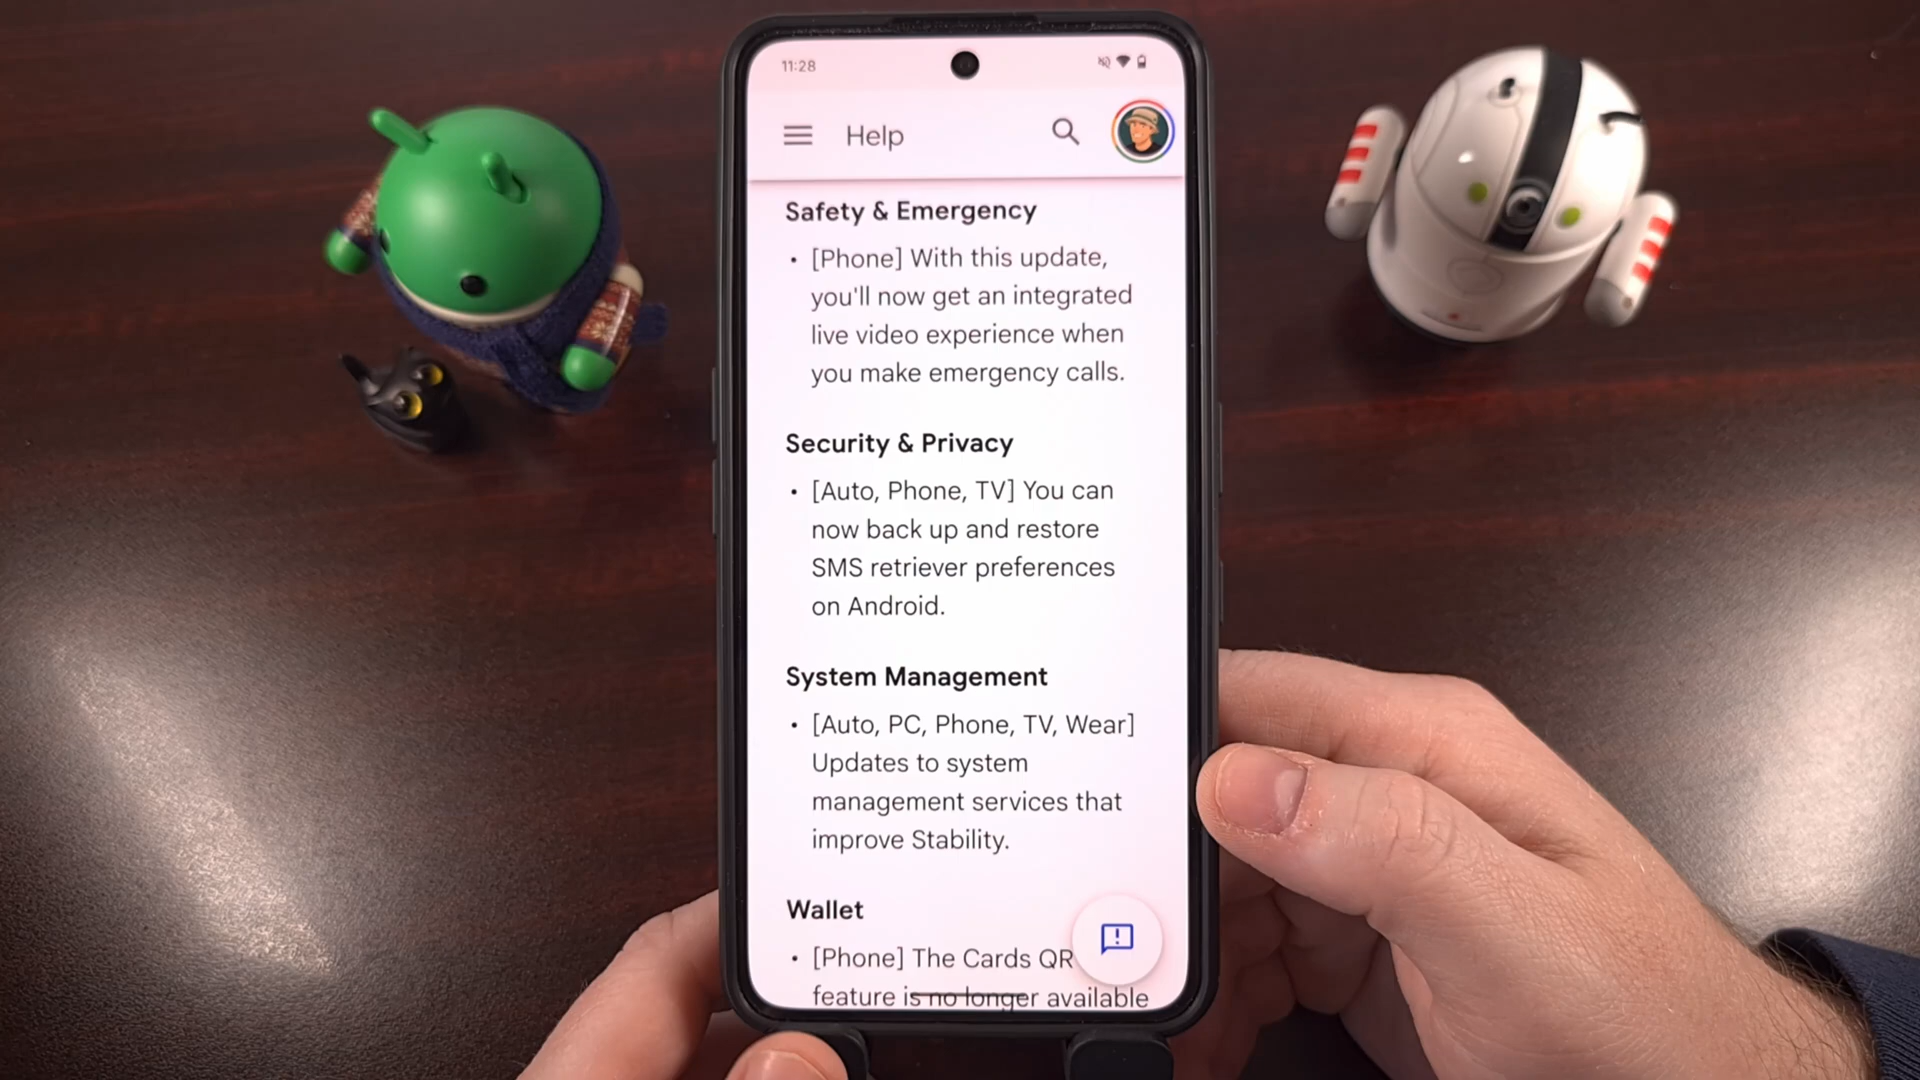 11:28
Help
Safety & Emergency
• [Phone] With this update,
you'll now get an integrated
live video experience when
you make emergency calls.
Security & Privacy
• [Auto, Phone, TV] You can
now back up and restore
SMS retriever preferences
on Android.
System Management
• [Auto, PC, Phone, TV, Wear]
Updates to system
management services that
improve Stability.
Wallet
• [Phone] The Cards QR
feature is no longer available